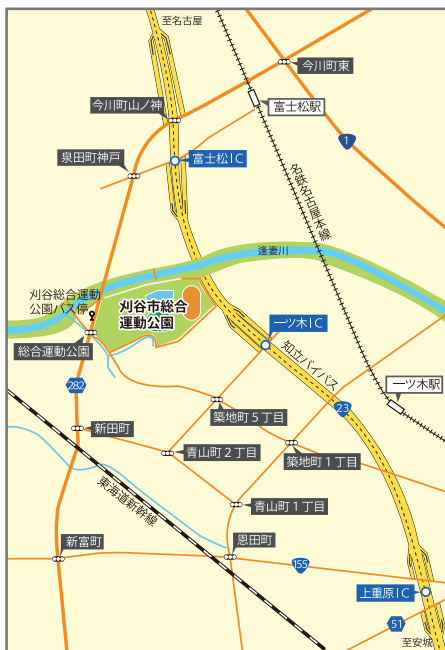 至名古屋
今川町東
今川町山ノ神
富士松駅
1
泉田町神戸
富士松IC
名鉄名古屋本線
逢妻川
刈谷総合運動
公園バス停
刈谷市総合
運動公園
一ツ木IC
総合運動公園
知立バイパス
282
一ツ木駅
23
築地町5丁目
新田町
青山町2丁目
築地町1丁目
東海道新幹線
青山町1丁目
新富町
恩田町
155
上重原IC
51
至安城